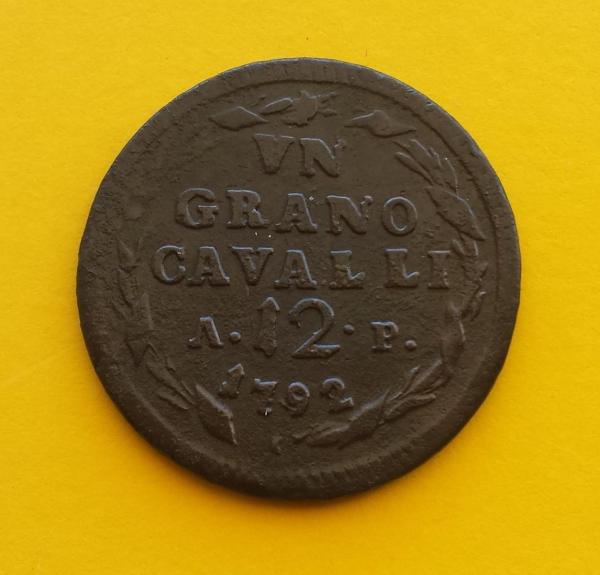 VN
GRANO
CAVALLI
A. 12. P.
1792